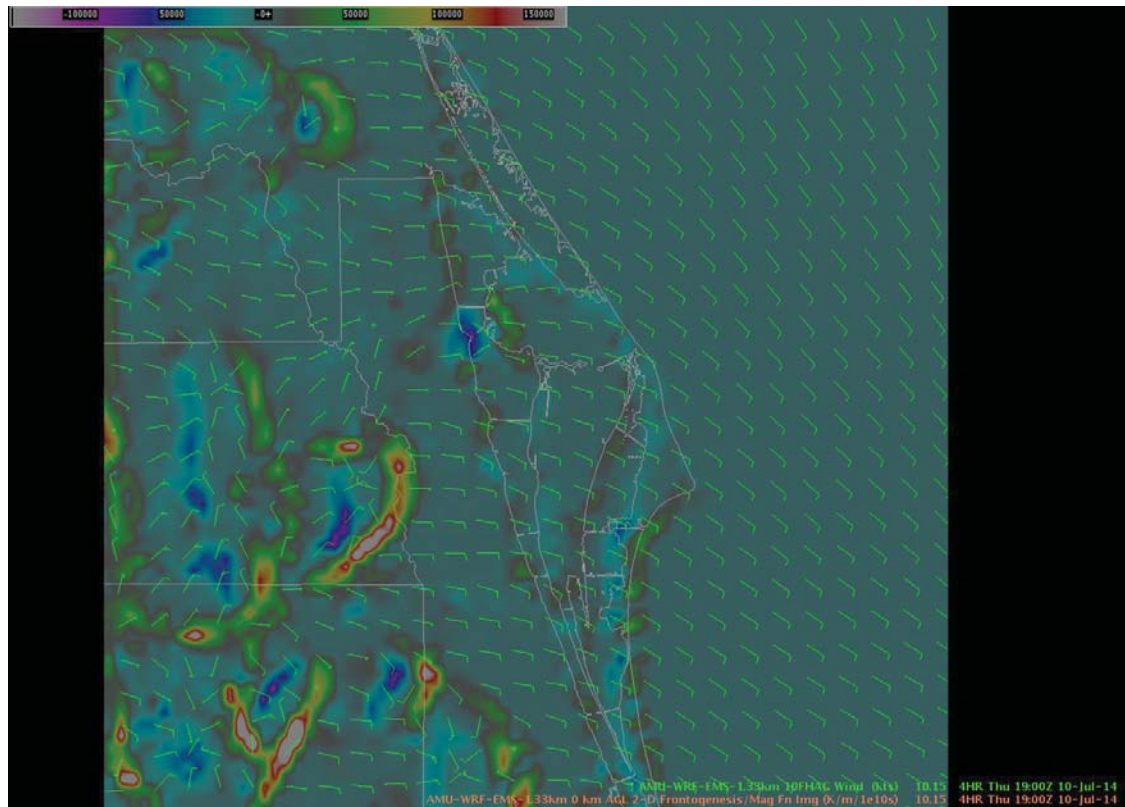 -100000 50000 -0+ 50000 100000 150000
AMU-WRF-EMS-1.33km 10FHAG Wind (kts) 10.15 4HR Thu 19:00Z 10-Jul-14
AMU-WRF-EMS-1.33km 0 km AGL 2-D Frontogenesis/Mag Fn Img (K/m/1e10s) 10.15 4HR Thu 19:00Z 10-Jul-14